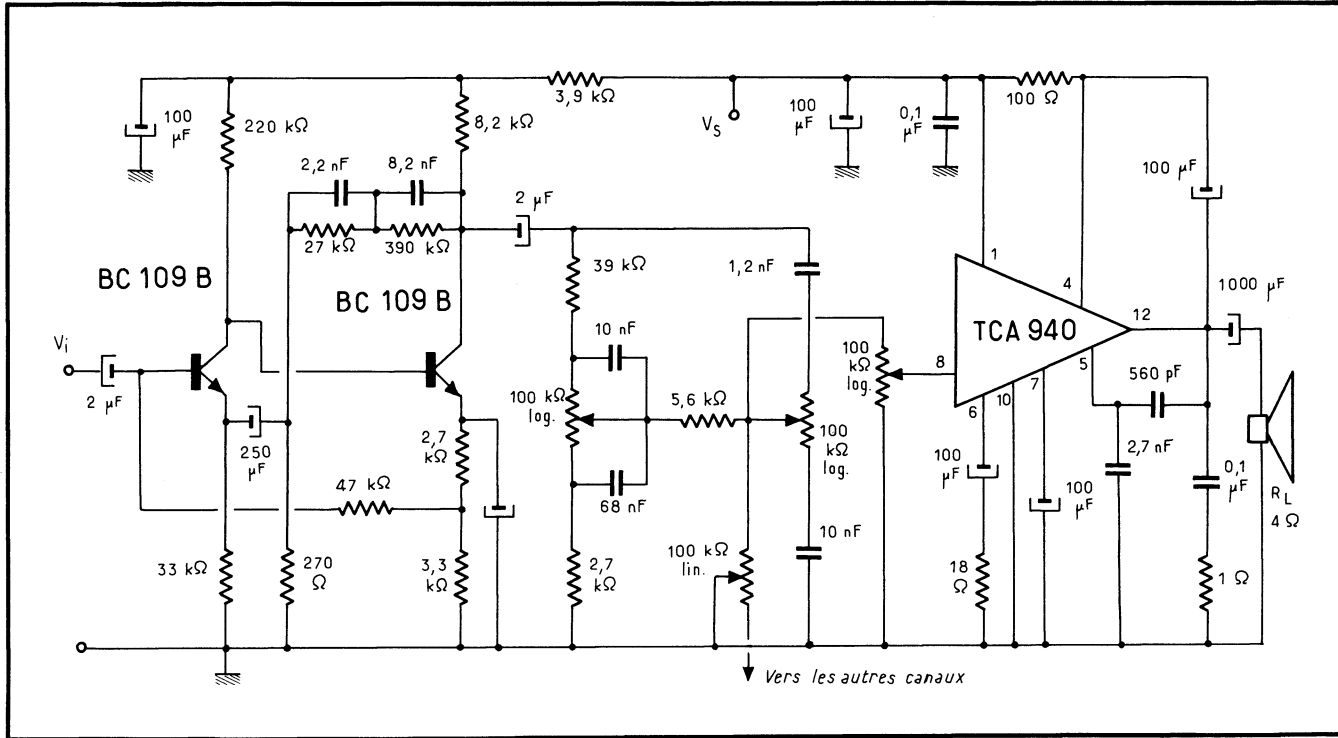 100
µF
220 kΩ
8,2 kΩ
3,9 kΩ
VS
100
µF
0,1
µF
100 Ω
100 µF
2,2 nF
8,2 nF
27 kΩ
390 kΩ
2 µF
BC 109 B
BC 109 B
39 kΩ
1,2 nF
1
4
1000 µF
TCA 940
12
Vi
2 µF
10 nF
100
kΩ
log.
8
5
7
10
6
560 pF
100 kΩ
log.
5,6 kΩ
100
kΩ
log.
250
µF
2,7
kΩ
47 kΩ
68 nF
100
µF
100
µF
2,7 nF
0,1
µF
RL
4 Ω
33 kΩ
270
Ω
3,3
kΩ
2,7
kΩ
100 kΩ
lin.
10 nF
18
Ω
1 Ω
Vers les autres canaux